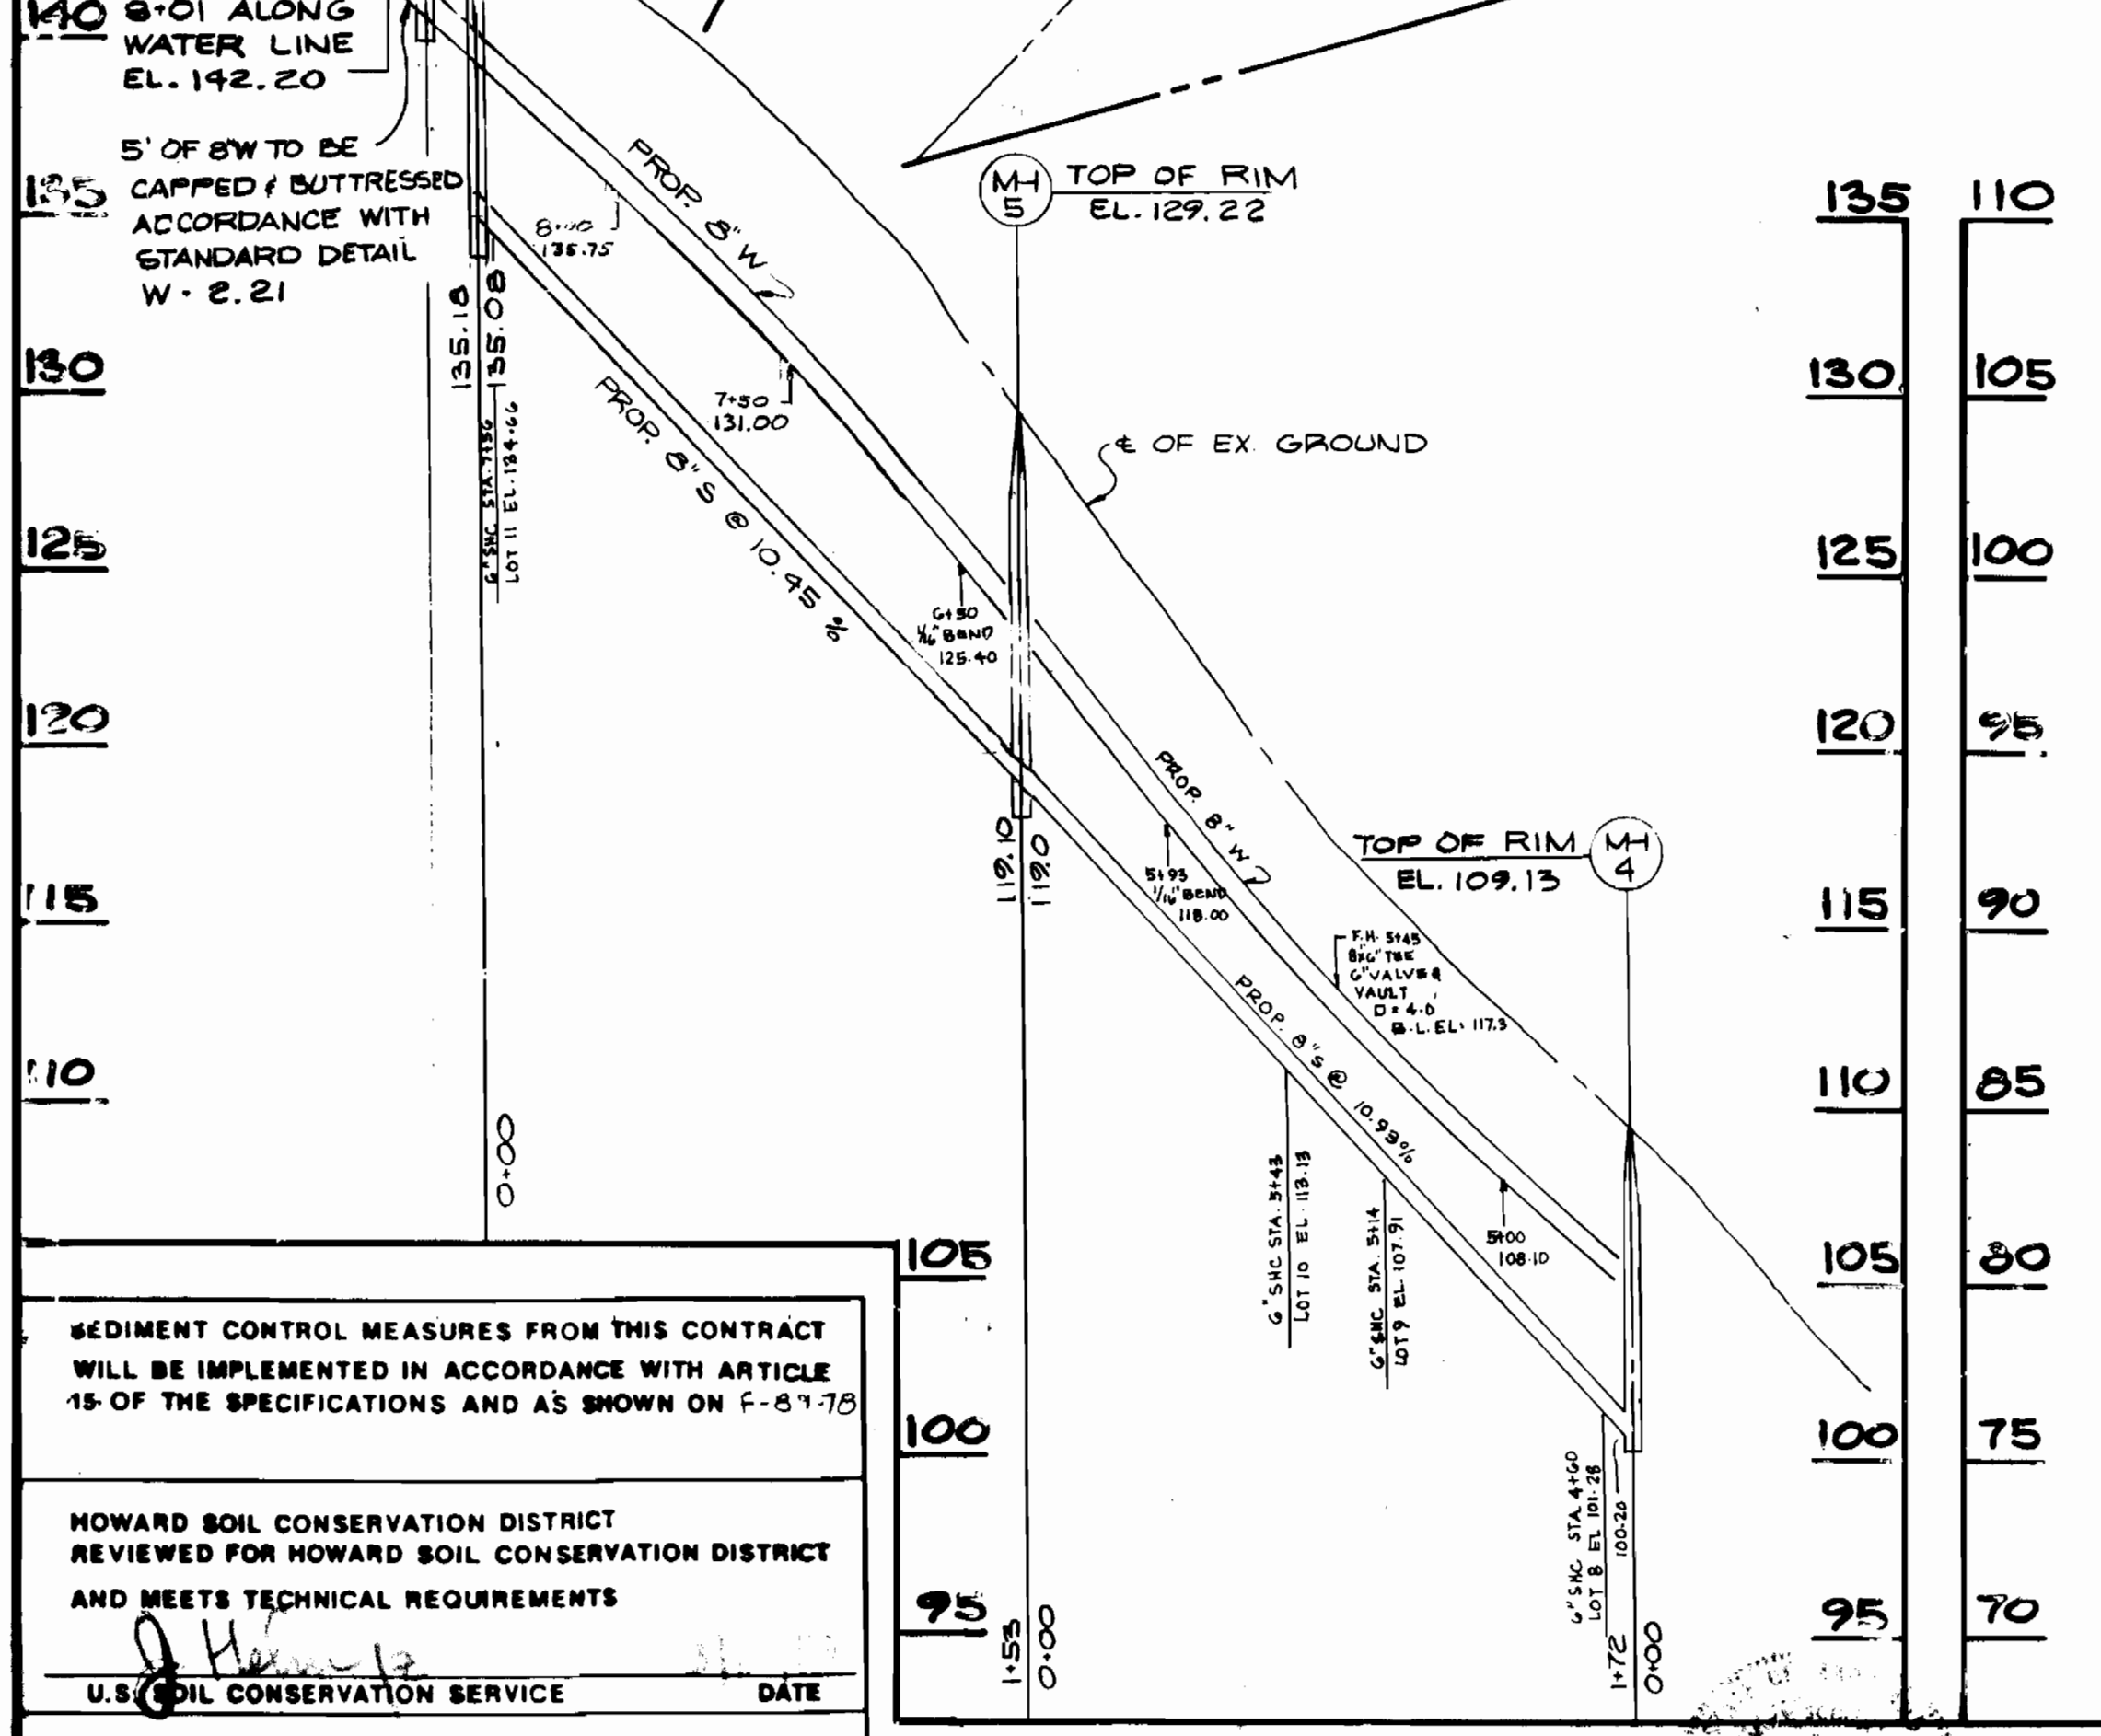 140
8+01 ALONG
WATER LINE
EL. 142.20
5' OF 8"W TO BE
CAPPED & BUTTRESSED
ACCORDANCE WITH
STANDARD DETAIL
W - 2.21
135
130
125
120
115
110
PROP. 8" W
135.75
7+50
131.00
PROP. 8" S @ 10.45 %
135.18
135.08
6" SHC STA. 7+56
LOT 11 EL. 134.66
0+00
6+50
1/16" BEND
125.40
MH
5
TOP OF RIM
EL. 129.22
℄ OF EX. GROUND
119.10
119.0
PROP. 8" W
5+93
1/16" BEND
118.00
F.H. 5+45
8x6" TEE
6" VALVE &
VAULT
D = 4.0
B.L. EL. 117.3
TOP OF RIM
EL. 109.13
MH
4
PROP. 8"S @ 10.93%
6" SHC STA. 5+43
LOT 10 EL. 113.13
6" SHC STA. 5+14
LOT 9 EL. 107.91
5+00
108.10
6" SHC STA 4+60
LOT 8 EL 101.28
100.20
1+53
0+00
1+72
0+00
105
100
95
135
130
125
120
115
110
105
100
95
110
105
100
95
90
85
80
75
70
SEDIMENT CONTROL MEASURES FROM THIS CONTRACT
WILL BE IMPLEMENTED IN ACCORDANCE WITH ARTICLE
15 OF THE SPECIFICATIONS AND AS SHOWN ON
HOWARD SOIL CONSERVATION DISTRICT
REVIEWED FOR HOWARD SOIL CONSERVATION DISTRICT
AND MEETS TECHNICAL REQUIREMENTS
U.S. SOIL CONSERVATION SERVICE DATE